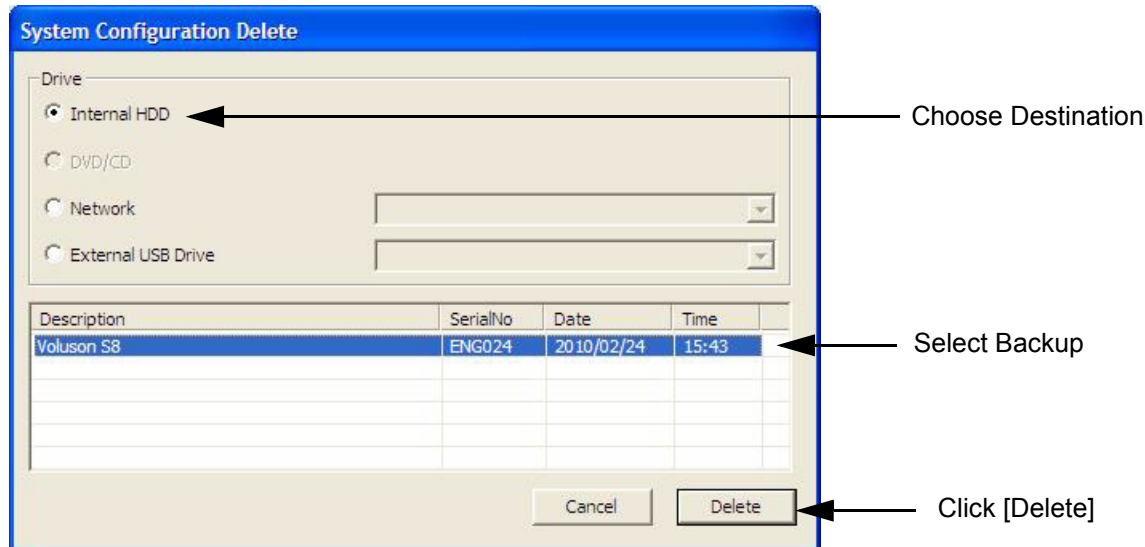 System Configuration Delete
Drive
Internal HDD
Choose Destination
DVD/CD
Network
External USB Drive
Description SerialNo Date Time
Voluson S8 ENG024 2010/02/24 15:43
Select Backup
Cancel Delete
Click [Delete]